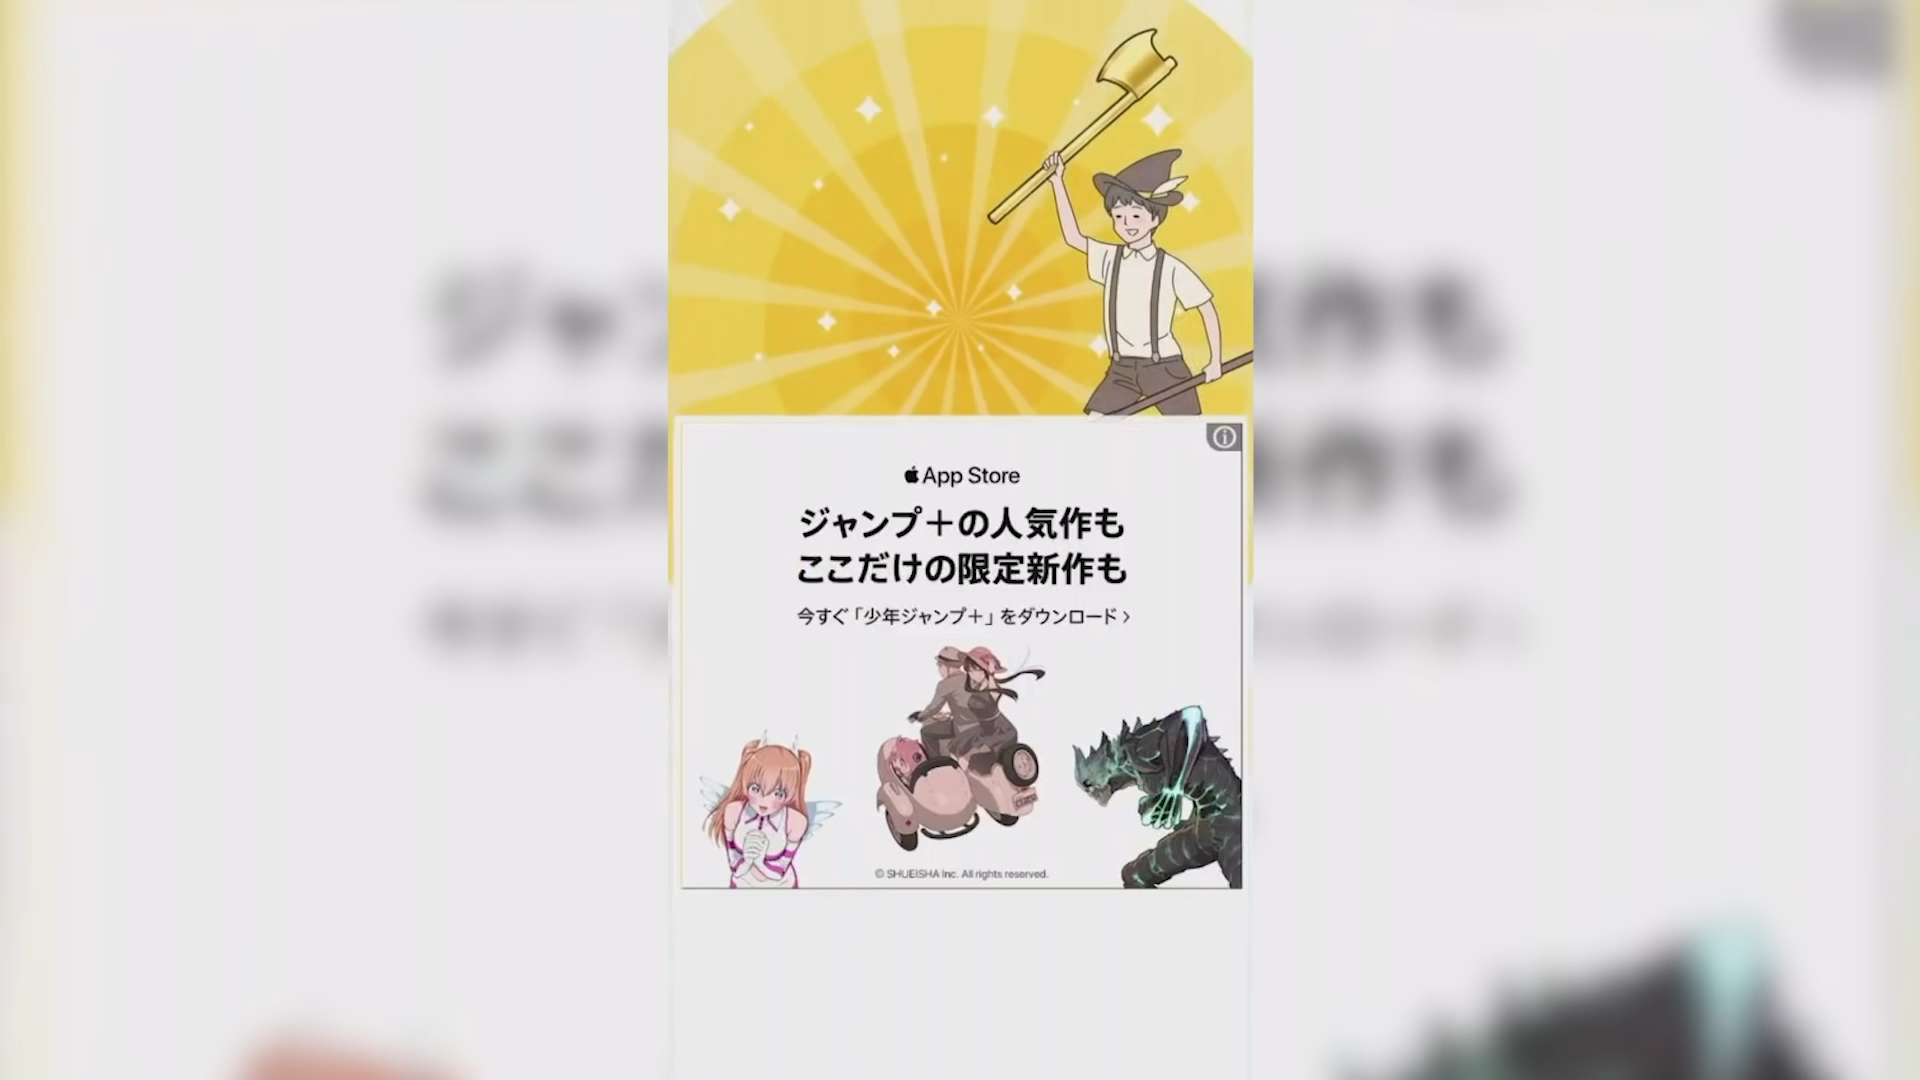 App Store
ジャンプ＋の人気作も
ここだけの限定新作も
今すぐ「少年ジャンプ＋」をダウンロード›
© SHUEISHA Inc. All rights reserved.